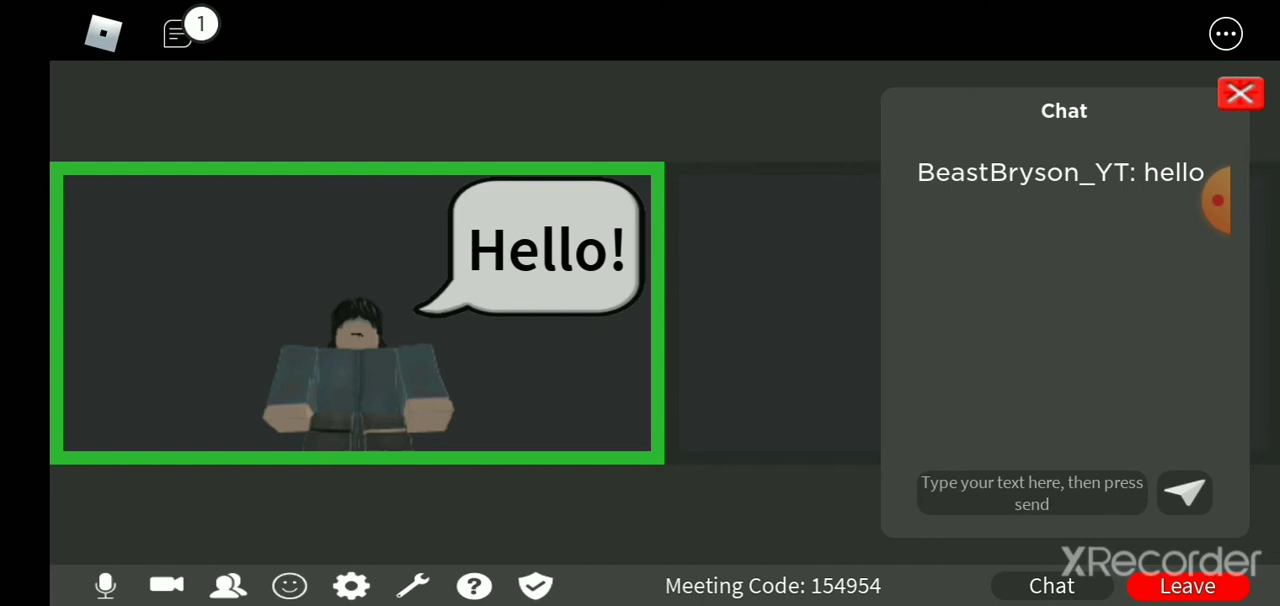 1
Chat
BeastBryson_YT: hello
Hello!
Type your text here, then press
send
XRecorder
?
Meeting Code: 154954
Chat
Leave